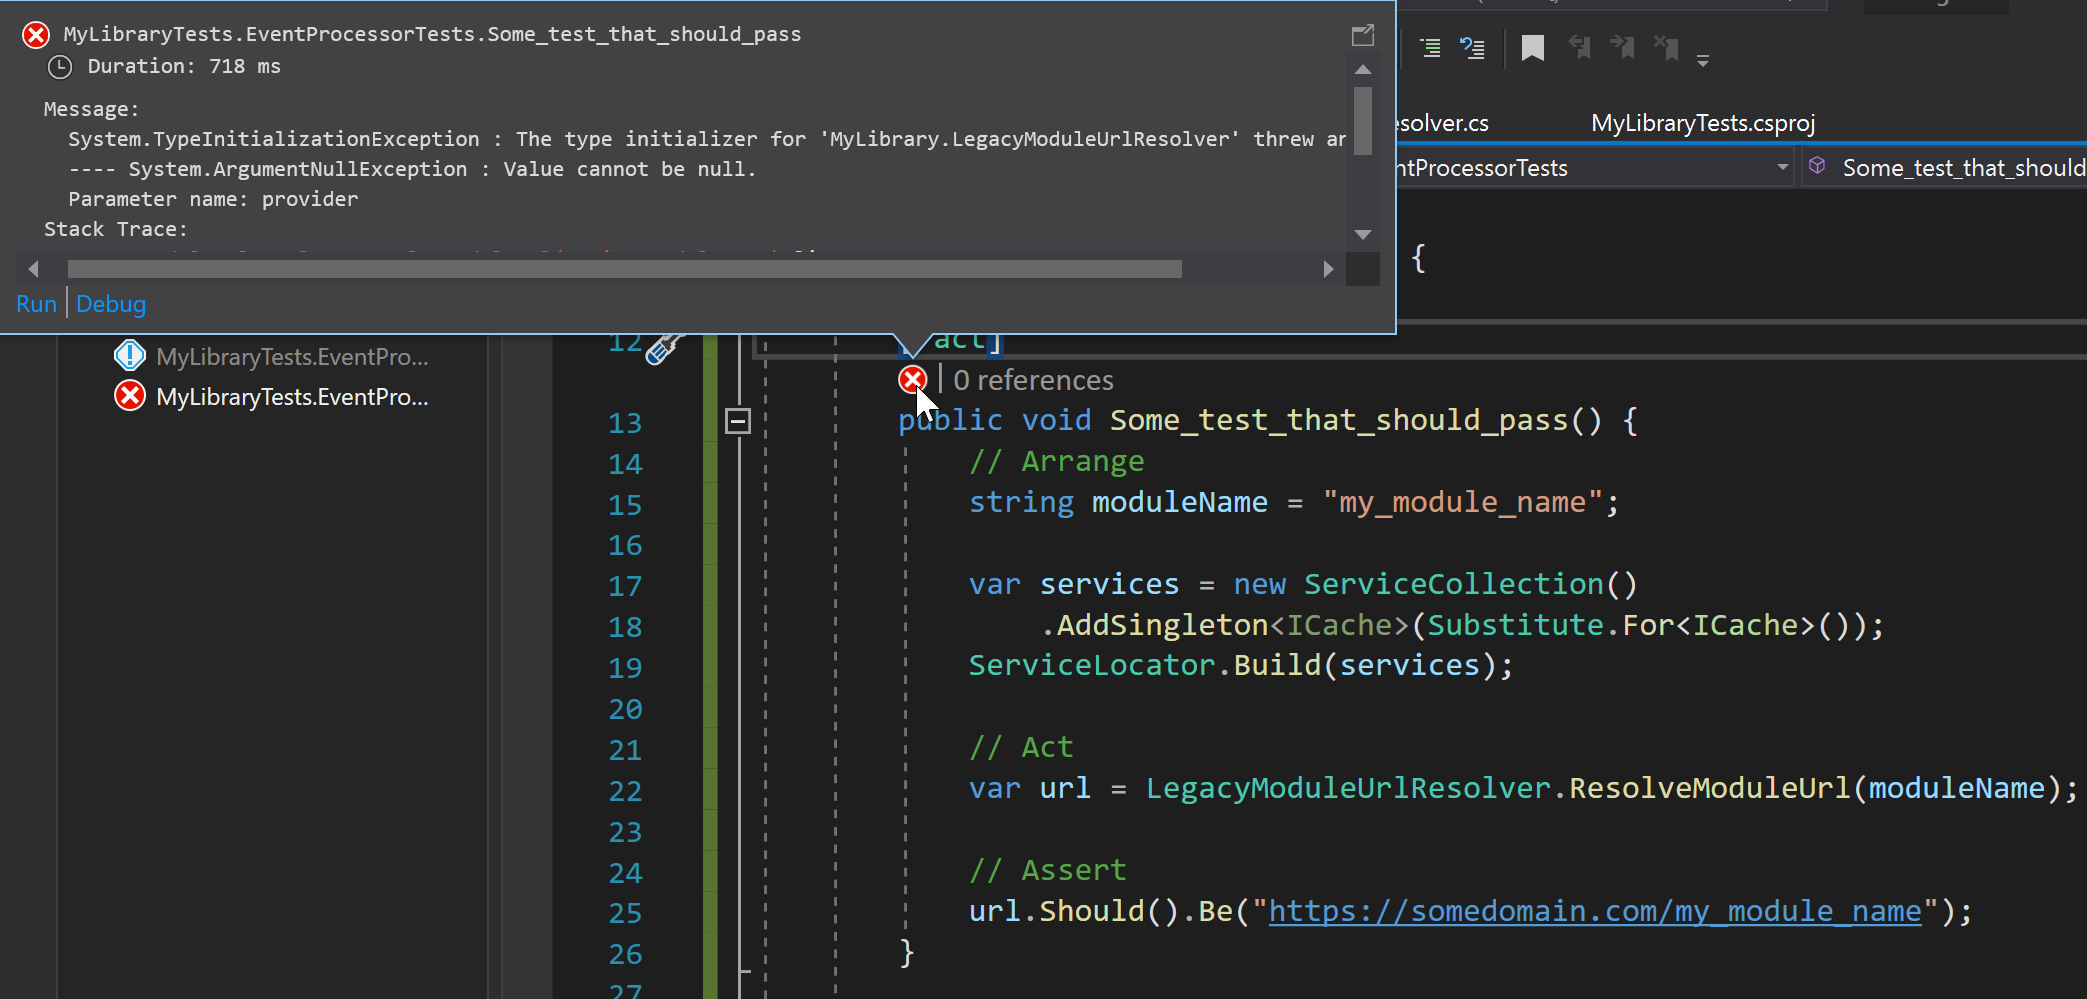 MyLibraryTests.EventProcessorTests.Some_test_that_should_pass
Duration: 718 ms
Message:
System.TypeInitializationException : The type initializer for 'MyLibrary.LegacyModuleUrlResolver' threw an
---- System.ArgumentNullException : Value cannot be null.
Parameter name: provider
Stack Trace:
Run | Debug
esolver.cs
MyLibraryTests.csproj
ntProcessorTests
Some_test_that_should
{
MyLibraryTests.EventPro...
MyLibraryTests.EventPro...
12 act]
0 references
13 public void Some_test_that_should_pass() {
14 // Arrange
15 string moduleName = "my_module_name";
16
17 var services = new ServiceCollection()
18 .AddSingleton<ICache>(Substitute.For<ICache>());
19 ServiceLocator.Build(services);
20
21 // Act
22 var url = LegacyModuleUrlResolver.ResolveModuleUrl(moduleName);
23
24 // Assert
25 url.Should().Be("https://somedomain.com/my_module_name");
26 }
27